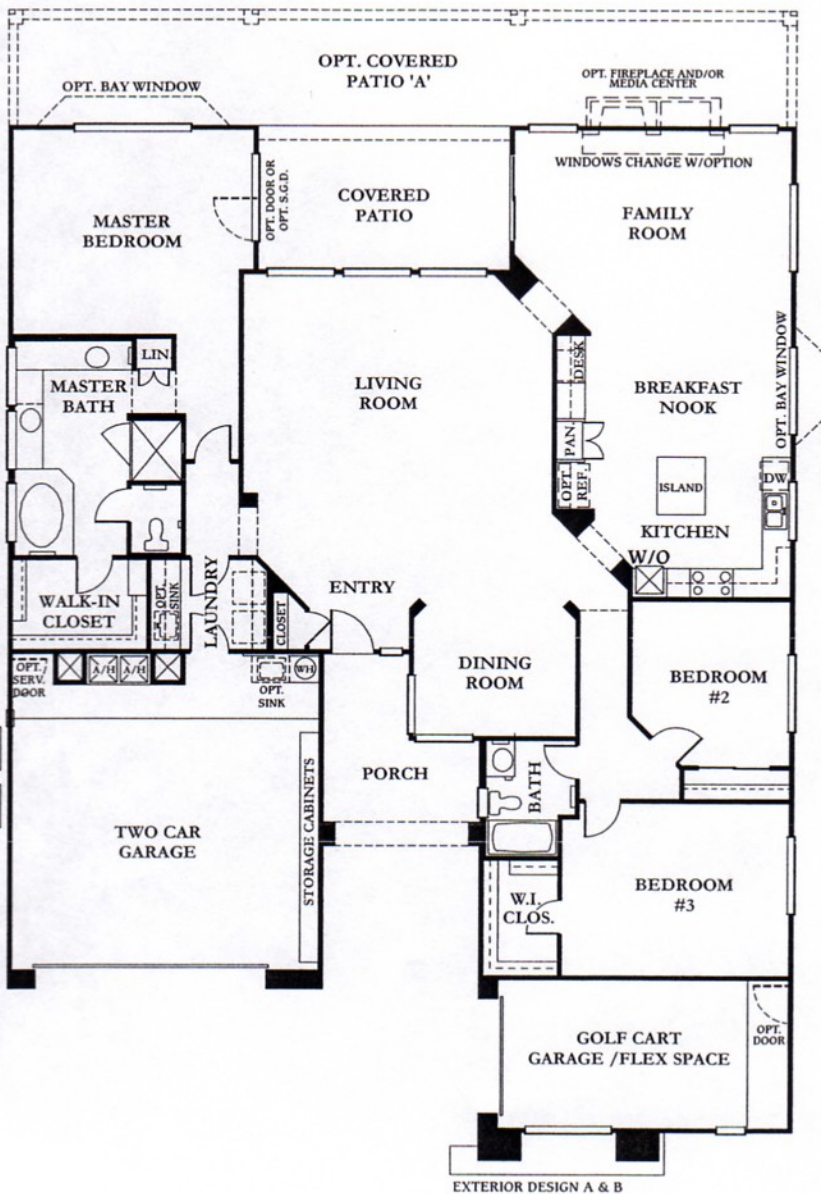 OPT. COVERED
PATIO 'A'
OPT. BAY WINDOW
OPT. FIREPLACE AND/OR
MEDIA CENTER
WINDOWS CHANGE W/OPTION
OPT. DOOR OR
OPT. S.G.D.
COVERED
PATIO
FAMILY
ROOM
MASTER
BEDROOM
OPT. BAY WINDOW
LIN.
MASTER
BATH
LIVING
ROOM
DESK
BREAKFAST
NOOK
PAN.
OPT.
REF.
ISLAND
DW
KITCHEN
W/O
WALK-IN
CLOSET
OPT.
SINK
LAUNDRY
CLOSET
ENTRY
DINING
ROOM
BEDROOM
#2
OPT.
SERV.
DOOR
A/H
A/H
OPT.
SINK
WH
PORCH
BATH
TWO CAR
GARAGE
STORAGE CABINETS
W.I.
CLOS.
BEDROOM
#3
GOLF CART
GARAGE /FLEX SPACE
OPT.
DOOR
EXTERIOR DESIGN A & B